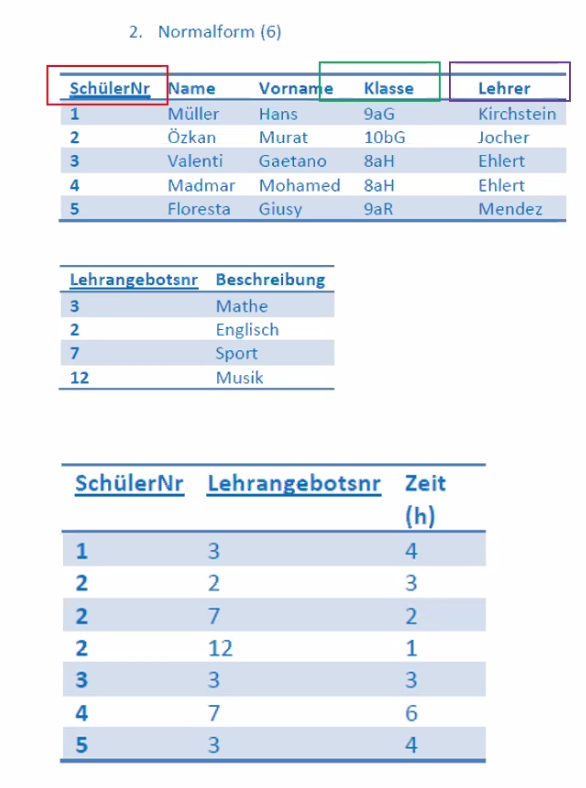 2. Normalform (6)
SchülerNr Name Vorname Klasse Lehrer
1 Müller Hans 9aG Kirchstein
2 Özkan Murat 10bG Jocher
3 Valenti Gaetano 8aH Ehlert
4 Madmar Mohamed 8aH Ehlert
5 Floresta Giusy 9aR Mendez
Lehrangebotsnr Beschreibung
3 Mathe
2 Englisch
7 Sport
12 Musik
SchülerNr Lehrangebotsnr Zeit
(h)
1 3 4
2 2 3
2 7 2
2 12 1
3 3 3
4 7 6
5 3 4